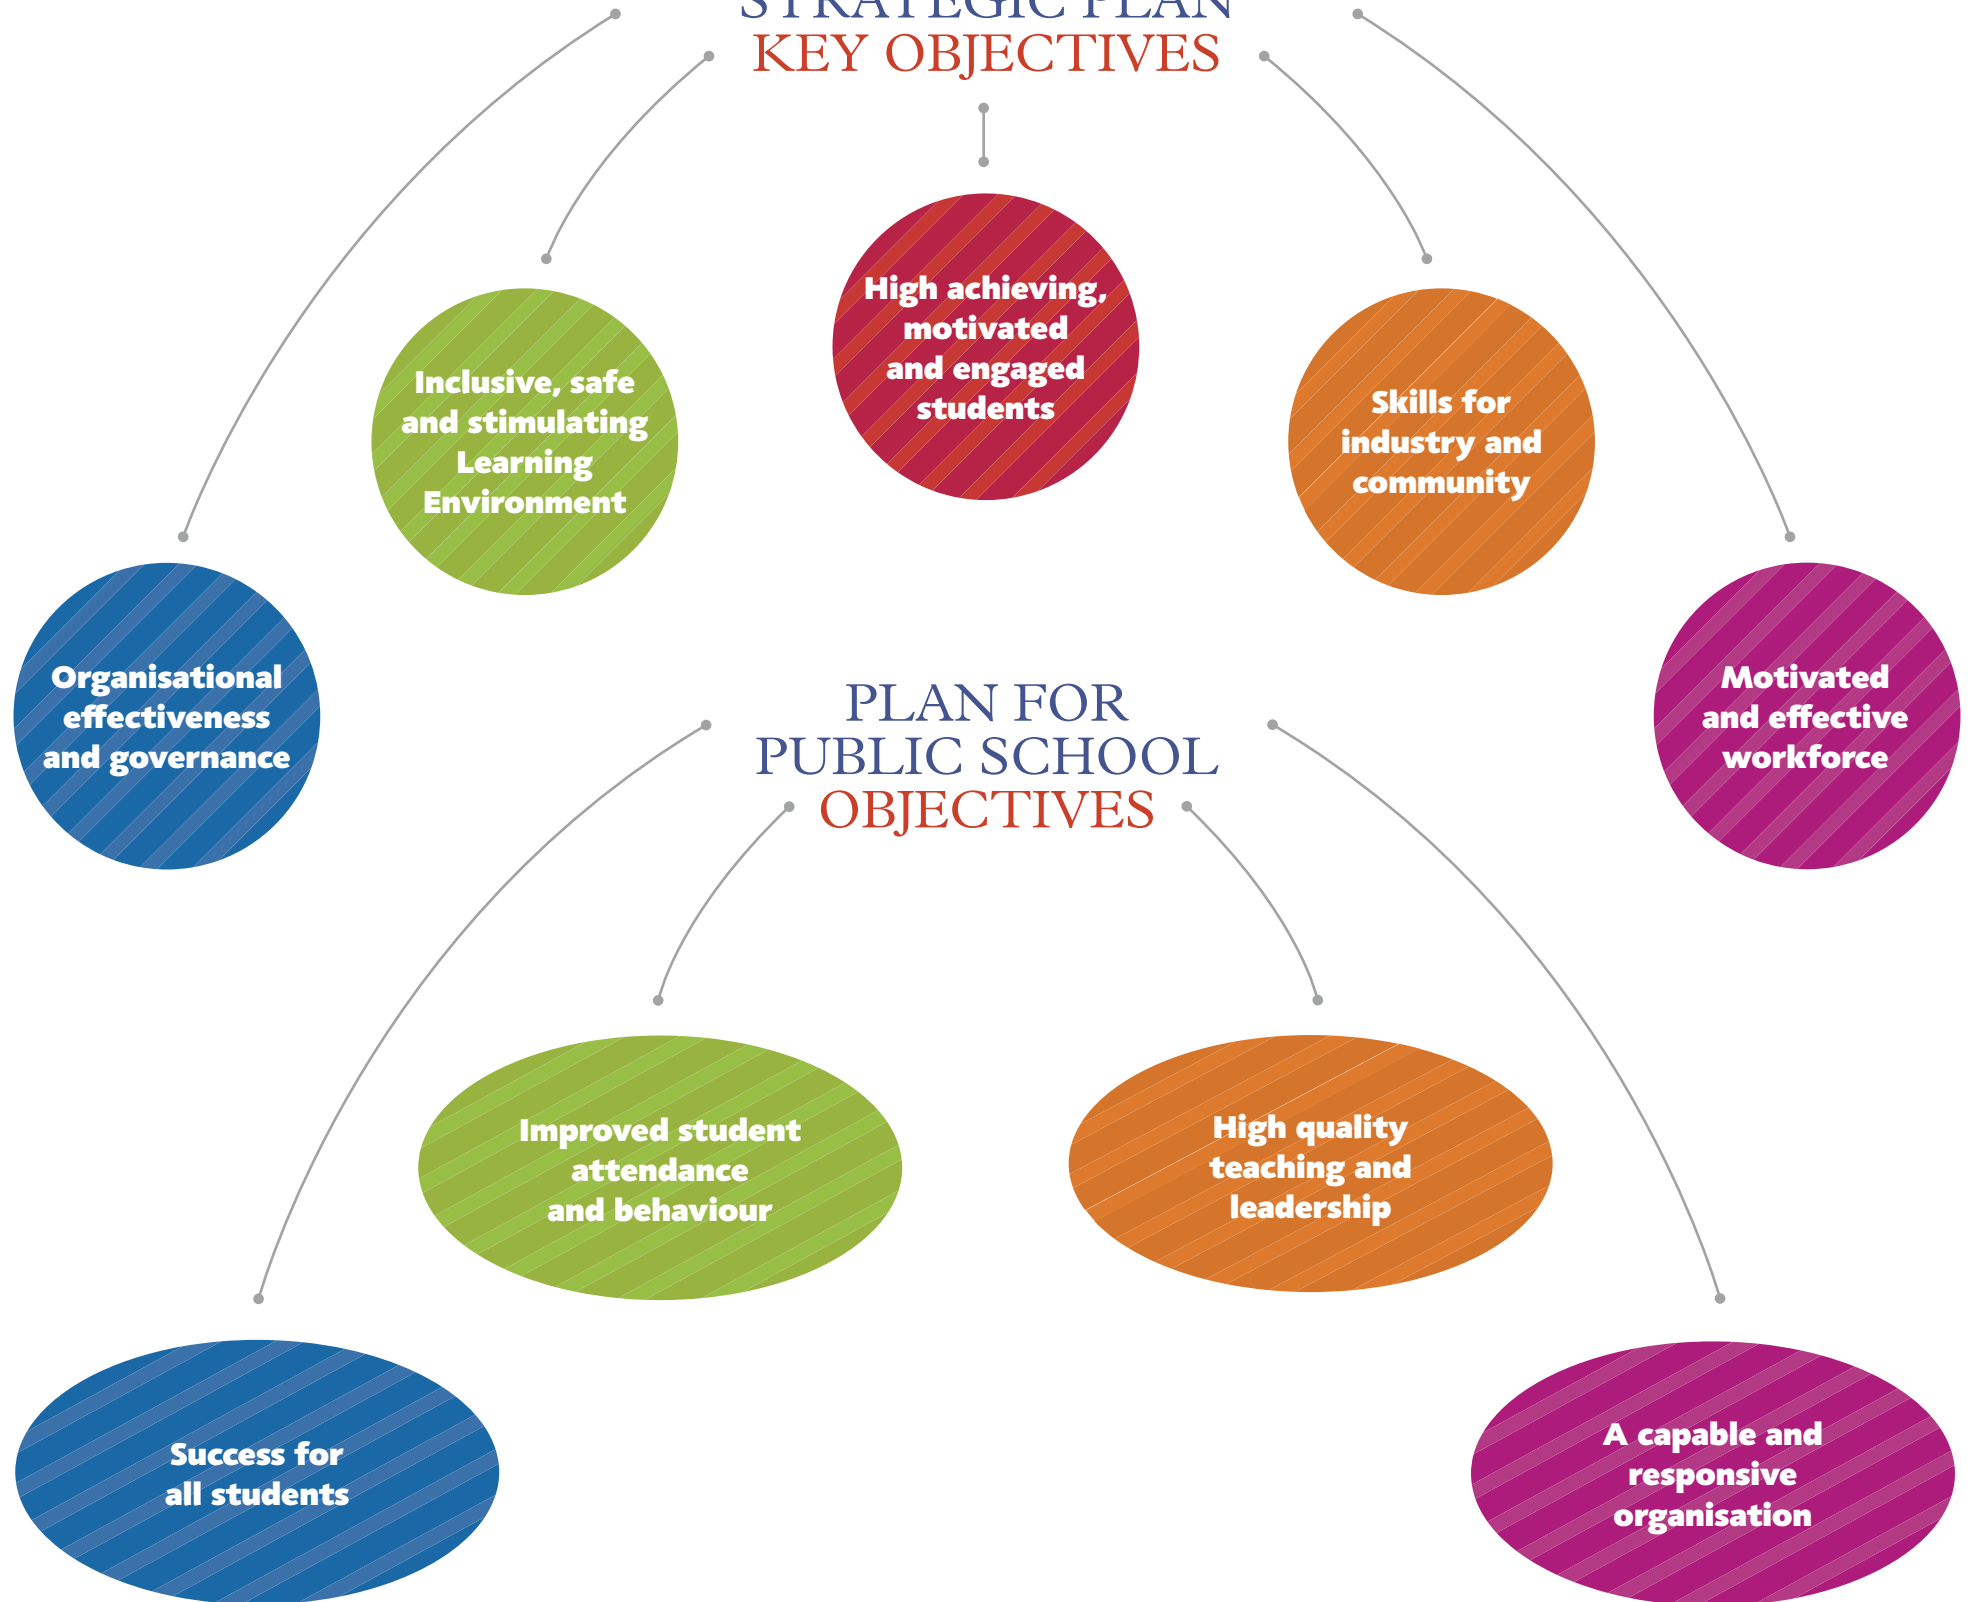 STRATEGIC PLAN
KEY OBJECTIVES
High achieving,
motivated
and engaged
students
Inclusive, safe
and stimulating
Learning
Environment
Skills for
industry and
community
Organisational
effectiveness
and governance
Motivated
and effective
workforce
PLAN FOR
PUBLIC SCHOOL
OBJECTIVES
Improved student
attendance
and behaviour
High quality
teaching and
leadership
Success for
all students
A capable and
responsive
organisation